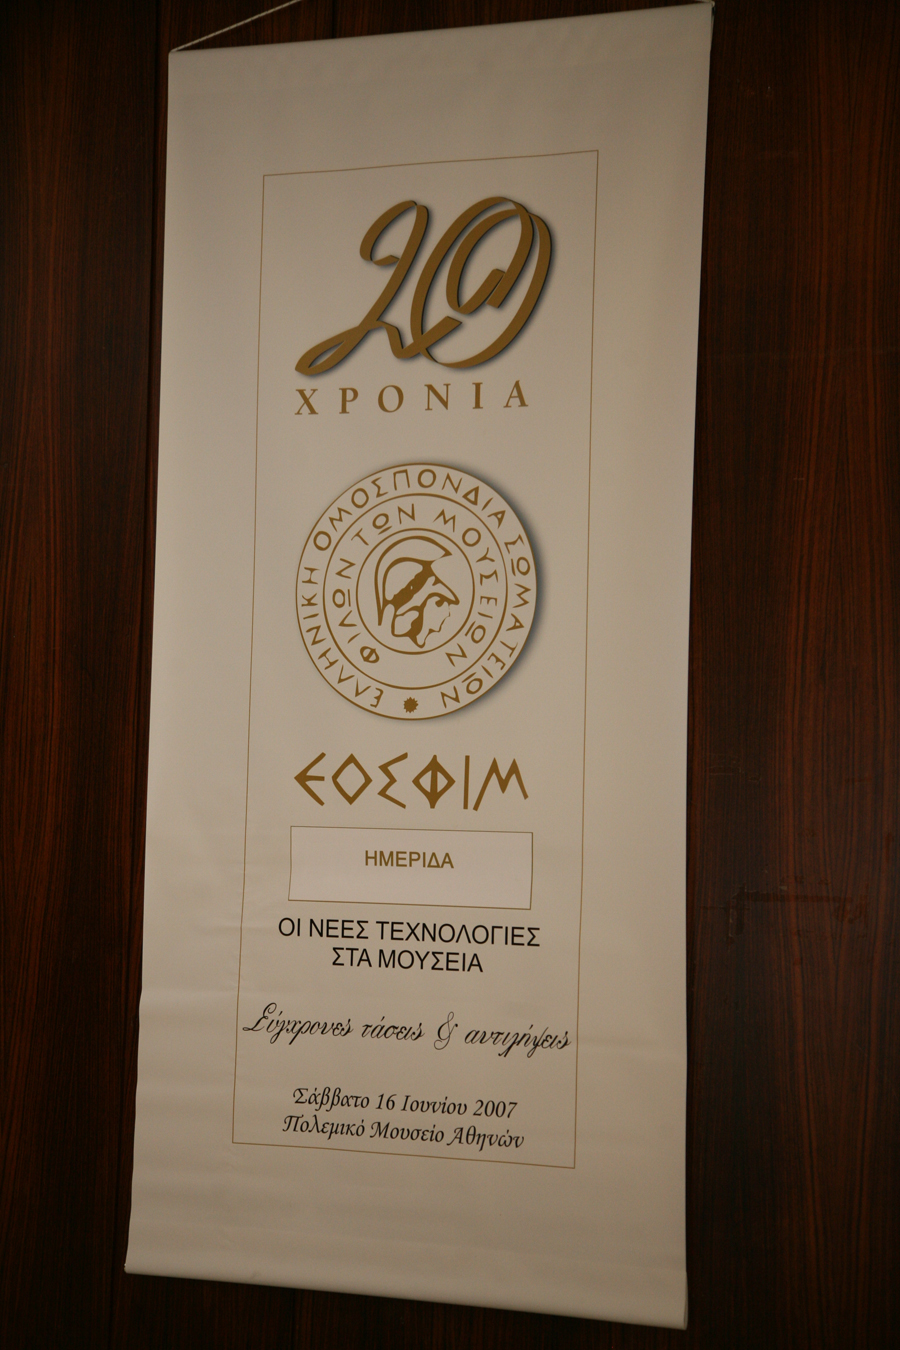 20
ΧΡΟΝΙΑ
ΕΛΛΗΝΙΚΗ ΟΜΟΣΠΟΝΔΙΑ ΣΩΜΑΤΕΙΩΝ
ΦΙΛΩΝ ΤΩΝ ΜΟΥΣΕΙΩΝ
ΕΟΣΦΙΜ
ΗΜΕΡΙΔΑ
ΟΙ ΝΕΕΣ ΤΕΧΝΟΛΟΓΙΕΣ
ΣΤΑ ΜΟΥΣΕΙΑ
Σύγχρονες τάσεις & αντιλήψεις
Σάββατο 16 Ιουνίου 2007
Πολεμικό Μουσείο Αθηνών